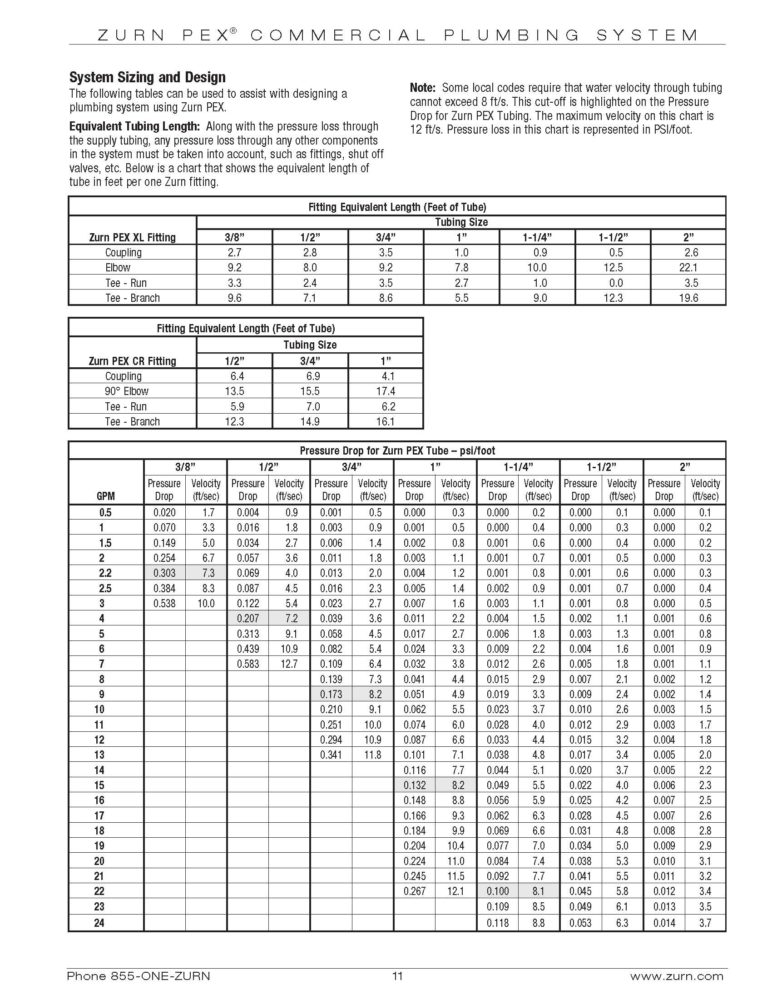 ZURN PEX® COMMERCIAL PLUMBING SYSTEM
System Sizing and Design
The following tables can be used to assist with designing a
plumbing system using Zurn PEX.
Equivalent Tubing Length: Along with the pressure loss through
the supply tubing, any pressure loss through any other components
in the system must be taken into account, such as fittings, shut off
valves, etc. Below is a chart that shows the equivalent length of
tube in feet per one Zurn fitting.
Note: Some local codes require that water velocity through tubing
cannot exceed 8 ft/s. This cut-off is highlighted on the Pressure
Drop for Zurn PEX Tubing. The maximum velocity on this chart is
12 ft/s. Pressure loss in this chart is represented in PSI/foot.
Fitting Equivalent Length (Feet of Tube)
Tubing Size
Zurn PEX XL Fitting 3/8” 1/2” 3/4” 1” 1-1/4” 1-1/2” 2”
Coupling 2.7 2.8 3.5 1.0 0.9 0.5 2.6
Elbow 9.2 8.0 9.2 7.8 10.0 12.5 22.1
Tee - Run 3.3 2.4 3.5 2.7 1.0 0.0 3.5
Tee - Branch 9.6 7.1 8.6 5.5 9.0 12.3 19.6
Fitting Equivalent Length (Feet of Tube)
Tubing Size
Zurn PEX CR Fitting 1/2” 3/4” 1”
Coupling 6.4 6.9 4.1
90° Elbow 13.5 15.5 17.4
Tee - Run 5.9 7.0 6.2
Tee - Branch 12.3 14.9 16.1
Pressure Drop for Zurn PEX Tube – psi/foot
3/8” 1/2” 3/4” 1” 1-1/4” 1-1/2” 2”
Pressure Velocity Pressure Velocity Pressure Velocity Pressure Velocity Pressure Velocity Pressure Velocity Pressure Velocity
GPM Drop (ft/sec) Drop (ft/sec) Drop (ft/sec) Drop (ft/sec) Drop (ft/sec) Drop (ft/sec) Drop (ft/sec)
0.5 0.020 1.7 0.004 0.9 0.001 0.5 0.000 0.3 0.000 0.2 0.000 0.1 0.000 0.1
1 0.070 3.3 0.016 1.8 0.003 0.9 0.001 0.5 0.000 0.4 0.000 0.3 0.000 0.2
1.5 0.149 5.0 0.034 2.7 0.006 1.4 0.002 0.8 0.001 0.6 0.000 0.4 0.000 0.2
2 0.254 6.7 0.057 3.6 0.011 1.8 0.003 1.1 0.001 0.7 0.001 0.5 0.000 0.3
2.2 0.303 7.3 0.069 4.0 0.013 2.0 0.004 1.2 0.001 0.8 0.001 0.6 0.000 0.3
2.5 0.384 8.3 0.087 4.5 0.016 2.3 0.005 1.4 0.002 0.9 0.001 0.7 0.000 0.4
3 0.538 10.0 0.122 5.4 0.023 2.7 0.007 1.6 0.003 1.1 0.001 0.8 0.000 0.5
4 0.207 7.2 0.039 3.6 0.011 2.2 0.004 1.5 0.002 1.1 0.001 0.6
5 0.313 9.1 0.058 4.5 0.017 2.7 0.006 1.8 0.003 1.3 0.001 0.8
6 0.439 10.9 0.082 5.4 0.024 3.3 0.009 2.2 0.004 1.6 0.001 0.9
7 0.583 12.7 0.109 6.4 0.032 3.8 0.012 2.6 0.005 1.8 0.001 1.1
8 0.139 7.3 0.041 4.4 0.015 2.9 0.007 2.1 0.002 1.2
9 0.173 8.2 0.051 4.9 0.019 3.3 0.009 2.4 0.002 1.4
10 0.210 9.1 0.062 5.5 0.023 3.7 0.010 2.6 0.003 1.5
11 0.251 10.0 0.074 6.0 0.028 4.0 0.012 2.9 0.003 1.7
12 0.294 10.9 0.087 6.6 0.033 4.4 0.015 3.2 0.004 1.8
13 0.341 11.8 0.101 7.1 0.038 4.8 0.017 3.4 0.005 2.0
14 0.116 7.7 0.044 5.1 0.020 3.7 0.005 2.2
15 0.132 8.2 0.049 5.5 0.022 4.0 0.006 2.3
16 0.148 8.8 0.056 5.9 0.025 4.2 0.007 2.5
17 0.166 9.3 0.062 6.3 0.028 4.5 0.007 2.6
18 0.184 9.9 0.069 6.6 0.031 4.8 0.008 2.8
19 0.204 10.4 0.077 7.0 0.034 5.0 0.009 2.9
20 0.224 11.0 0.084 7.4 0.038 5.3 0.010 3.1
21 0.245 11.5 0.092 7.7 0.041 5.5 0.011 3.2
22 0.267 12.1 0.100 8.1 0.045 5.8 0.012 3.4
23 0.109 8.5 0.049 6.1 0.013 3.5
24 0.118 8.8 0.053 6.3 0.014 3.7
Phone 855-ONE-ZURN 11 www.zurn.com